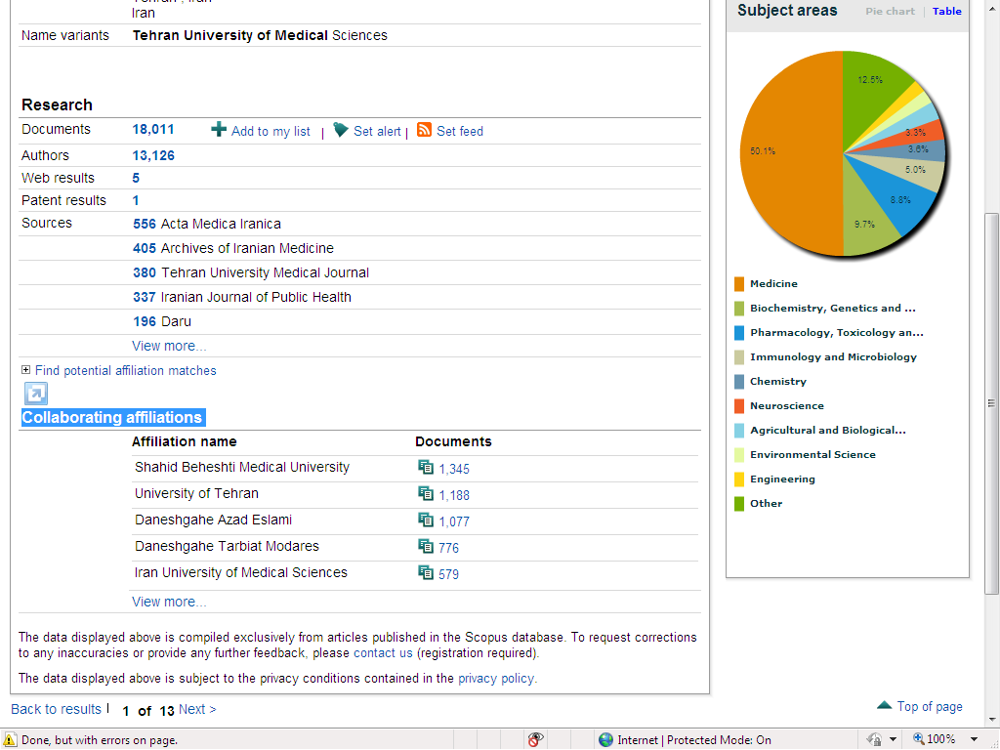 Iran
Name variants Tehran University of Medical Sciences
Research
Documents 18,011 Add to my list | Set alert | Set feed
Authors 13,126
Web results 5
Patent results 1
Sources 556 Acta Medica Iranica
405 Archives of Iranian Medicine
380 Tehran University Medical Journal
337 Iranian Journal of Public Health
196 Daru
View more...
Find potential affiliation matches
Collaborating affiliations
Affiliation name Documents
Shahid Beheshti Medical University 1,345
University of Tehran 1,188
Daneshgahe Azad Eslami 1,077
Daneshgahe Tarbiat Modares 776
Iran University of Medical Sciences 579
View more...
The data displayed above is compiled exclusively from articles published in the Scopus database. To request corrections
to any inaccuracies or provide any further feedback, please contact us (registration required).
The data displayed above is subject to the privacy conditions contained in the privacy policy.
Back to results | 1 of 13 Next >
Subject areas Pie chart | Table
12.5%
3.3%
50.1% 3.6%
5.0%
8.8%
9.7%
Medicine
Biochemistry, Genetics and ...
Pharmacology, Toxicology an...
Immunology and Microbiology
Chemistry
Neuroscience
Agricultural and Biological...
Environmental Science
Engineering
Other
Top of page
Done, but with errors on page. Internet | Protected Mode: On 100%